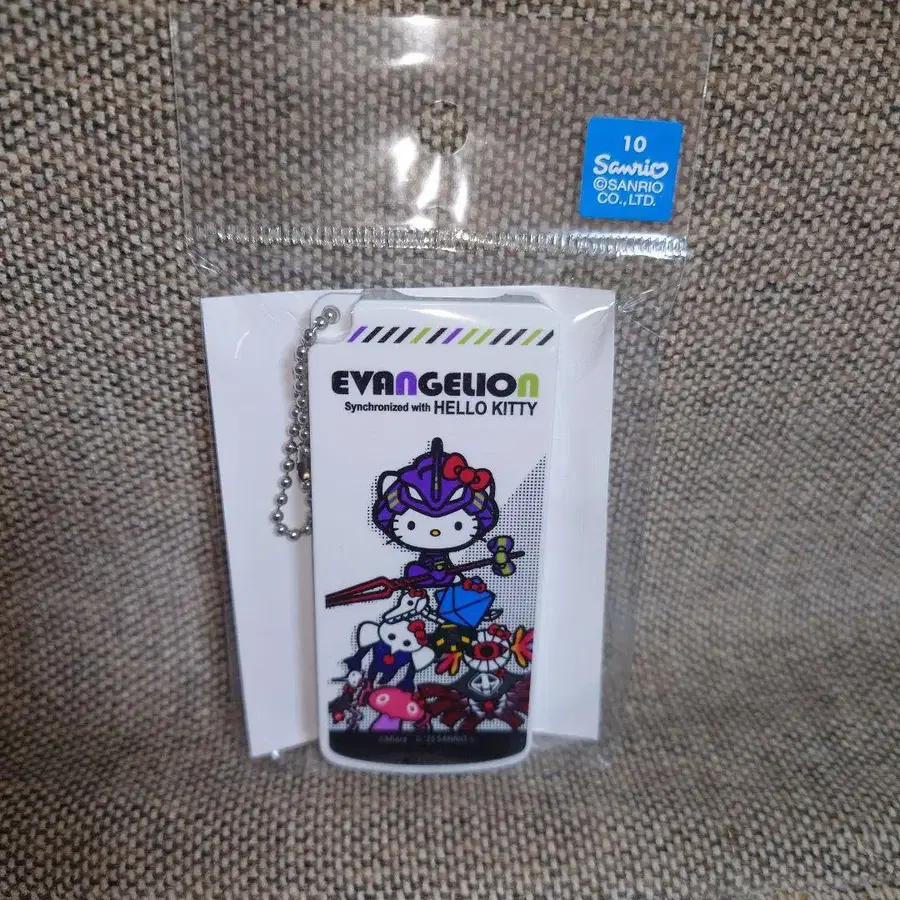 10
Sanrio
©SANRIO
CO.,LTD.
EVANGELION
Synchronized with HELLO KITTY